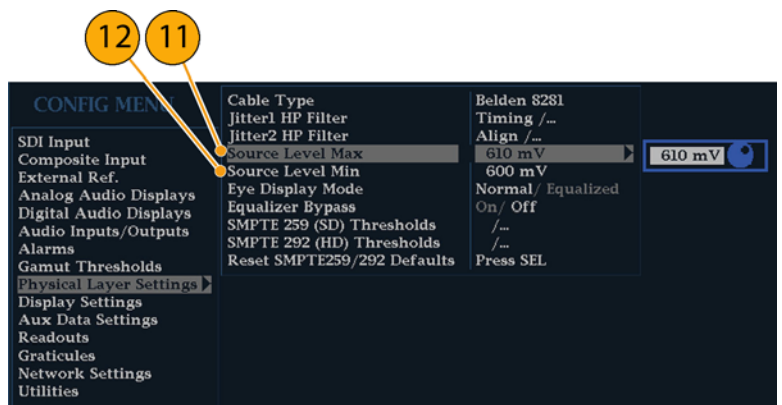 12 11
CONFIG MENU
SDI Input
Composite Input
External Ref.
Analog Audio Displays
Digital Audio Displays
Audio Inputs/Outputs
Alarms
Gamut Thresholds
Physical Layer Settings
Display Settings
Aux Data Settings
Readouts
Graticules
Network Settings
Utilities
Cable Type Belden 8281
Jitter1 HP Filter Timing /...
Jitter2 HP Filter Align /...
Source Level Max 610 mV 610 mV
Source Level Min 600 mV
Eye Display Mode Normal/ Equalized
Equalizer Bypass On/ Off
SMPTE 259 (SD) Thresholds /...
SMPTE 292 (HD) Thresholds /...
Reset SMPTE259/292 Defaults Press SEL